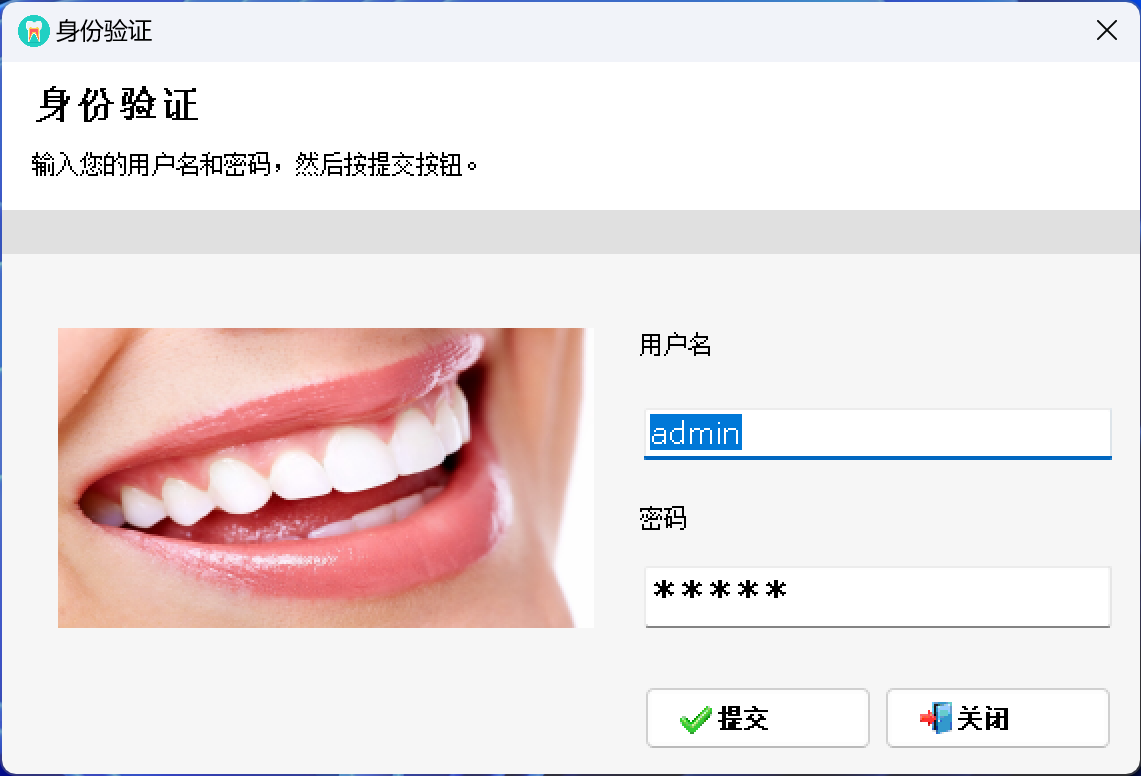 身份验证
身份验证
输入您的用户名和密码，然后按提交按钮。
用户名
admin
密码
*****
提交
关闭